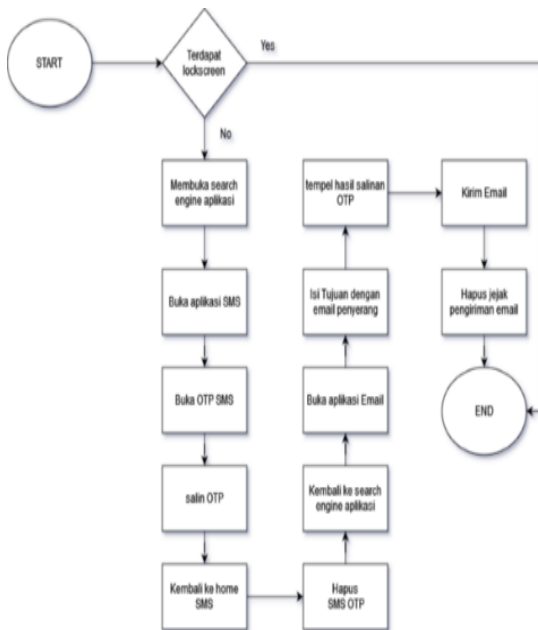 START
Terdapat
lockscreen
Yes
No
Membuka search
engine aplikasi
Buka aplikasi SMS
Buka OTP SMS
salin OTP
Kembali ke home
SMS
Hapus
SMS OTP
Kembali ke search
engine aplikasi
Buka aplikasi Email
Isi Tujuan dengan
email penyerang
tempel hasil salinan
OTP
Kirim Email
Hapus jejak
pengiriman email
END